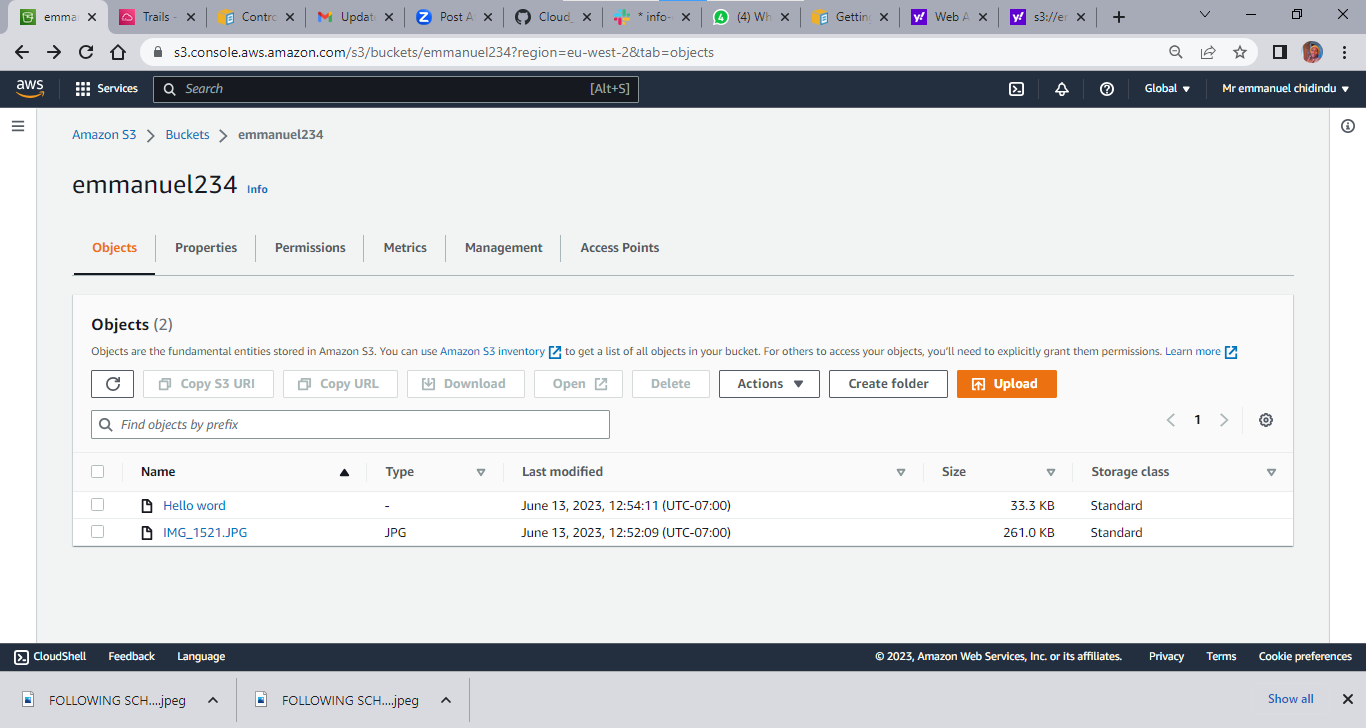 emmar
Trails -
Contro
Update
Post A
Cloud_
* info-
(4) Wh
Gettin
Web A
s3://er
s3.console.aws.amazon.com/s3/buckets/emmanuel234?region=eu-west-2&tab=objects
aws
Services
Search
[Alt+S]
Global
Mr emmanuel chidindu
Amazon S3 > Buckets > emmanuel234
emmanuel234 Info
Objects
Properties
Permissions
Metrics
Management
Access Points
Objects (2)
Objects are the fundamental entities stored in Amazon S3. You can use Amazon S3 inventory to get a list of all objects in your bucket. For others to access your objects, you'll need to explicitly grant them permissions. Learn more
Copy S3 URI
Copy URL
Download
Open
Delete
Actions
Create folder
Upload
Find objects by prefix
1
Name Type Last modified Size Storage class
Hello word - June 13, 2023, 12:54:11 (UTC-07:00) 33.3 KB Standard
IMG_1521.JPG JPG June 13, 2023, 12:52:09 (UTC-07:00) 261.0 KB Standard
CloudShell
Feedback
Language
© 2023, Amazon Web Services, Inc. or its affiliates.
Privacy
Terms
Cookie preferences
FOLLOWING SCH....jpeg
FOLLOWING SCH....jpeg
Show all